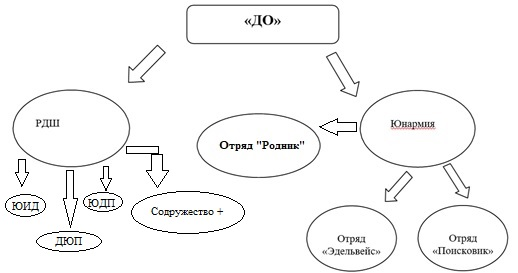 «ДО»
РДШ
Юнармия
Отряд "Родник"
ЮИД
ЮДП
Содружество +
ДЮП
Отряд
«Эдельвейс»
Отряд
«Поисковик»